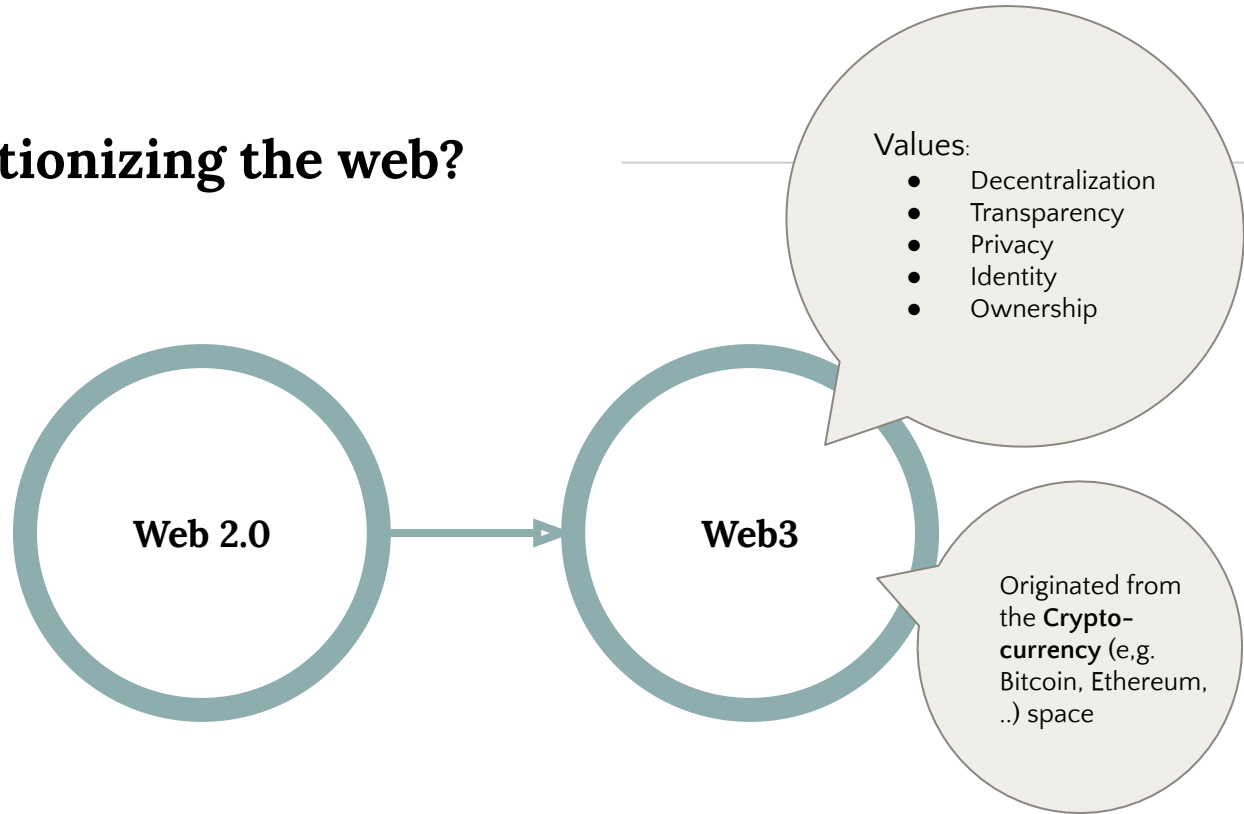 tionizing the web?
Values:
● Decentralization
● Transparency
● Privacy
● Identity
● Ownership
Web 2.0
Web3
Originated from
the Crypto-
currency (e,g.
Bitcoin, Ethereum,
..) space